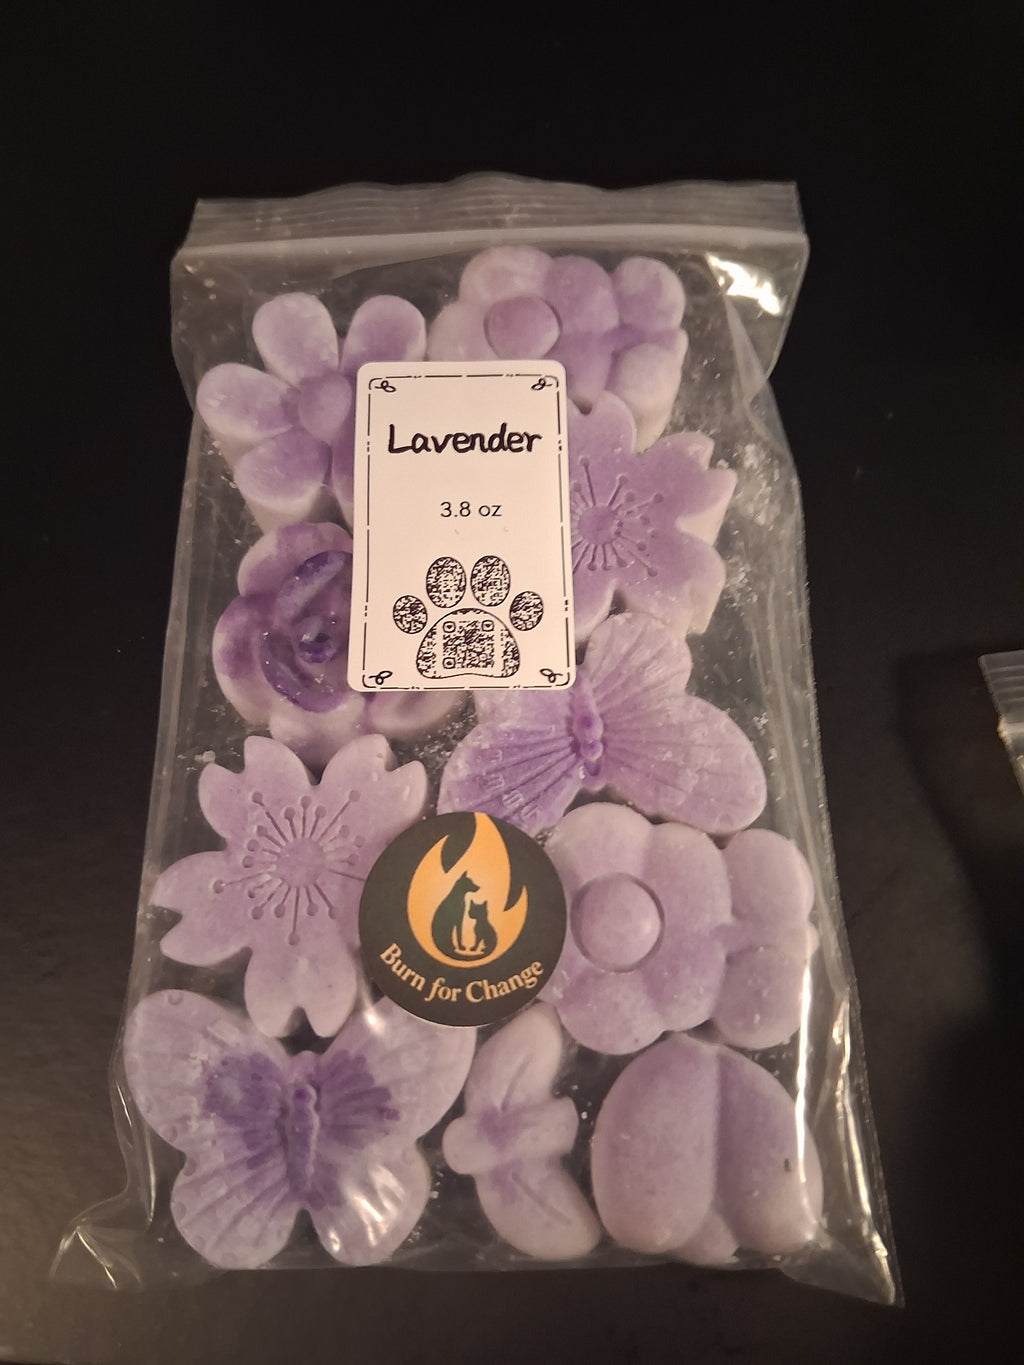 Lavender
3.8 oz
Burn for Change